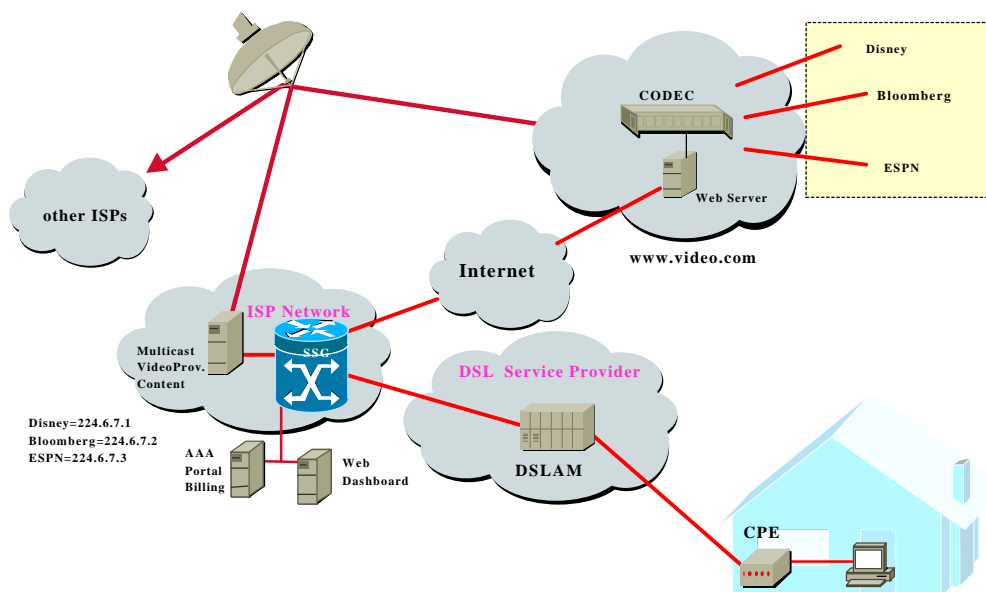 Disney
CODEC
Bloomberg
ESPN
Web Server
other ISPs
www.video.com
Internet
ISP Network
SSG
Multicast
VideoProv.
Content
DSL Service Provider
Disney=224.6.7.1
Bloomberg=224.6.7.2
ESPN=224.6.7.3
AAA
Portal
Billing
Web
Dashboard
DSLAM
CPE